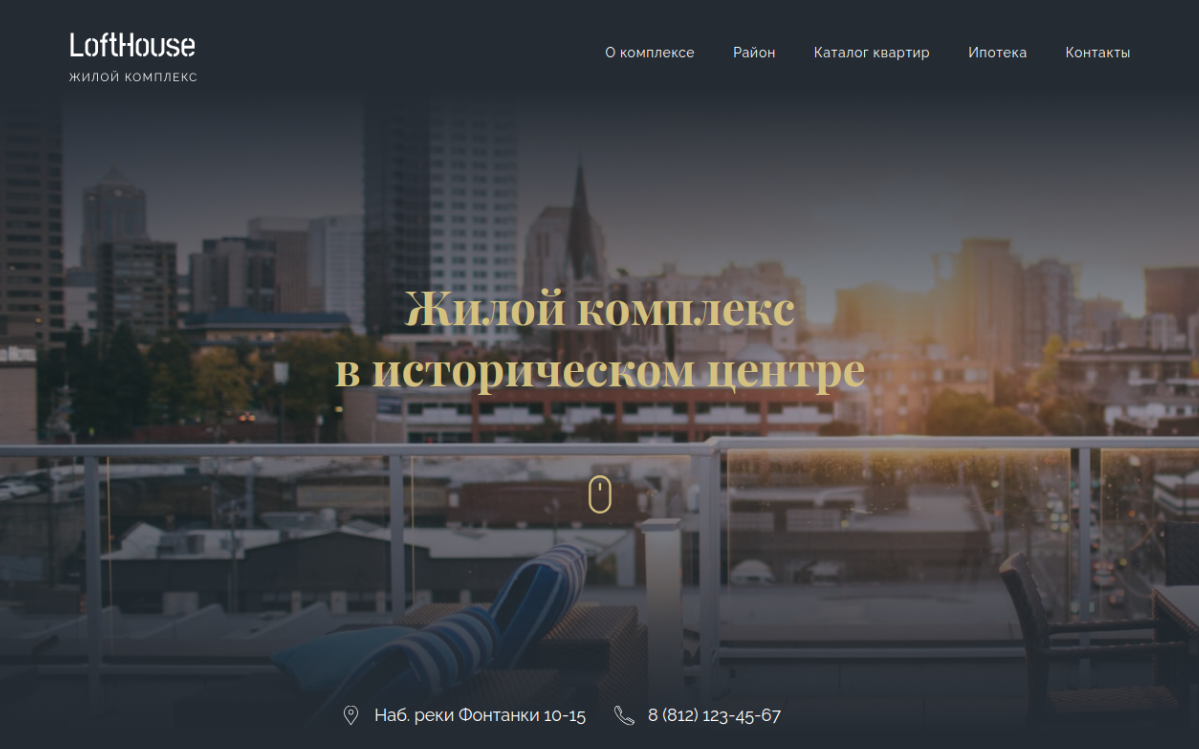 LoftHouse
ЖИЛОЙ КОМПЛЕКС
О комплексе Район Каталог квартир Ипотека Контакты
Жилой комплекс
в историческом центре
Наб. реки Фонтанки 10-15 8 (812) 123-45-67